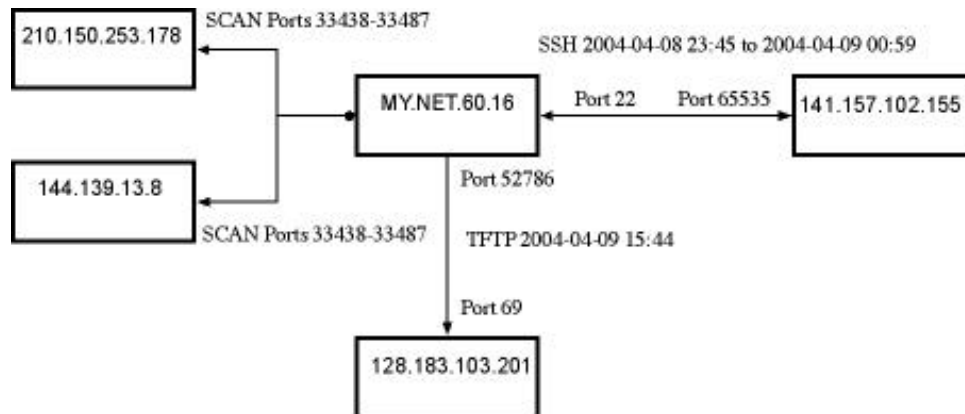 SCAN Ports 33438-33487
210.150.253.178
SSH 2004-04-08 23:45 to 2004-04-09 00:59
MY.NET.60.16
Port 22
Port 65535
141.157.102.155
144.139.13.8
Port 52786
SCAN Ports 33438-33487
TFTP 2004-04-09 15:44
Port 69
128.183.103.201